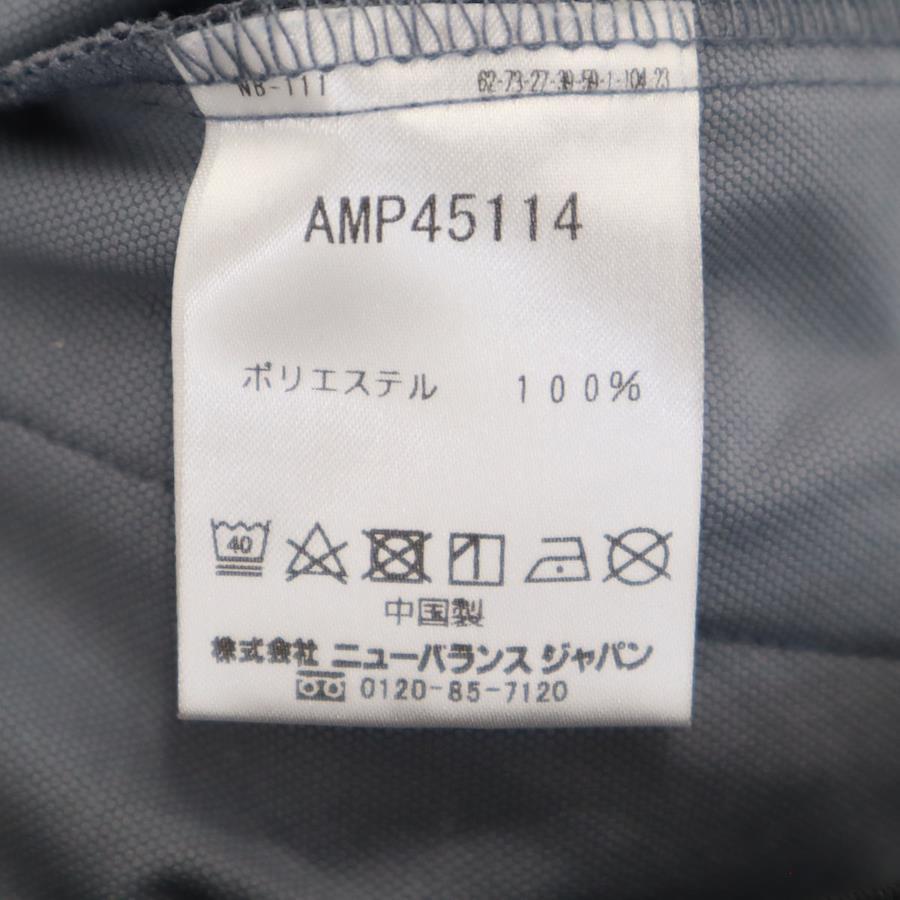 NB-111 62-73-27-39-59-1-104-23
AMP45114
ポリエステル 100%
40
中国製
株式会社 ニューバランス ジャパン
0120-85-7120